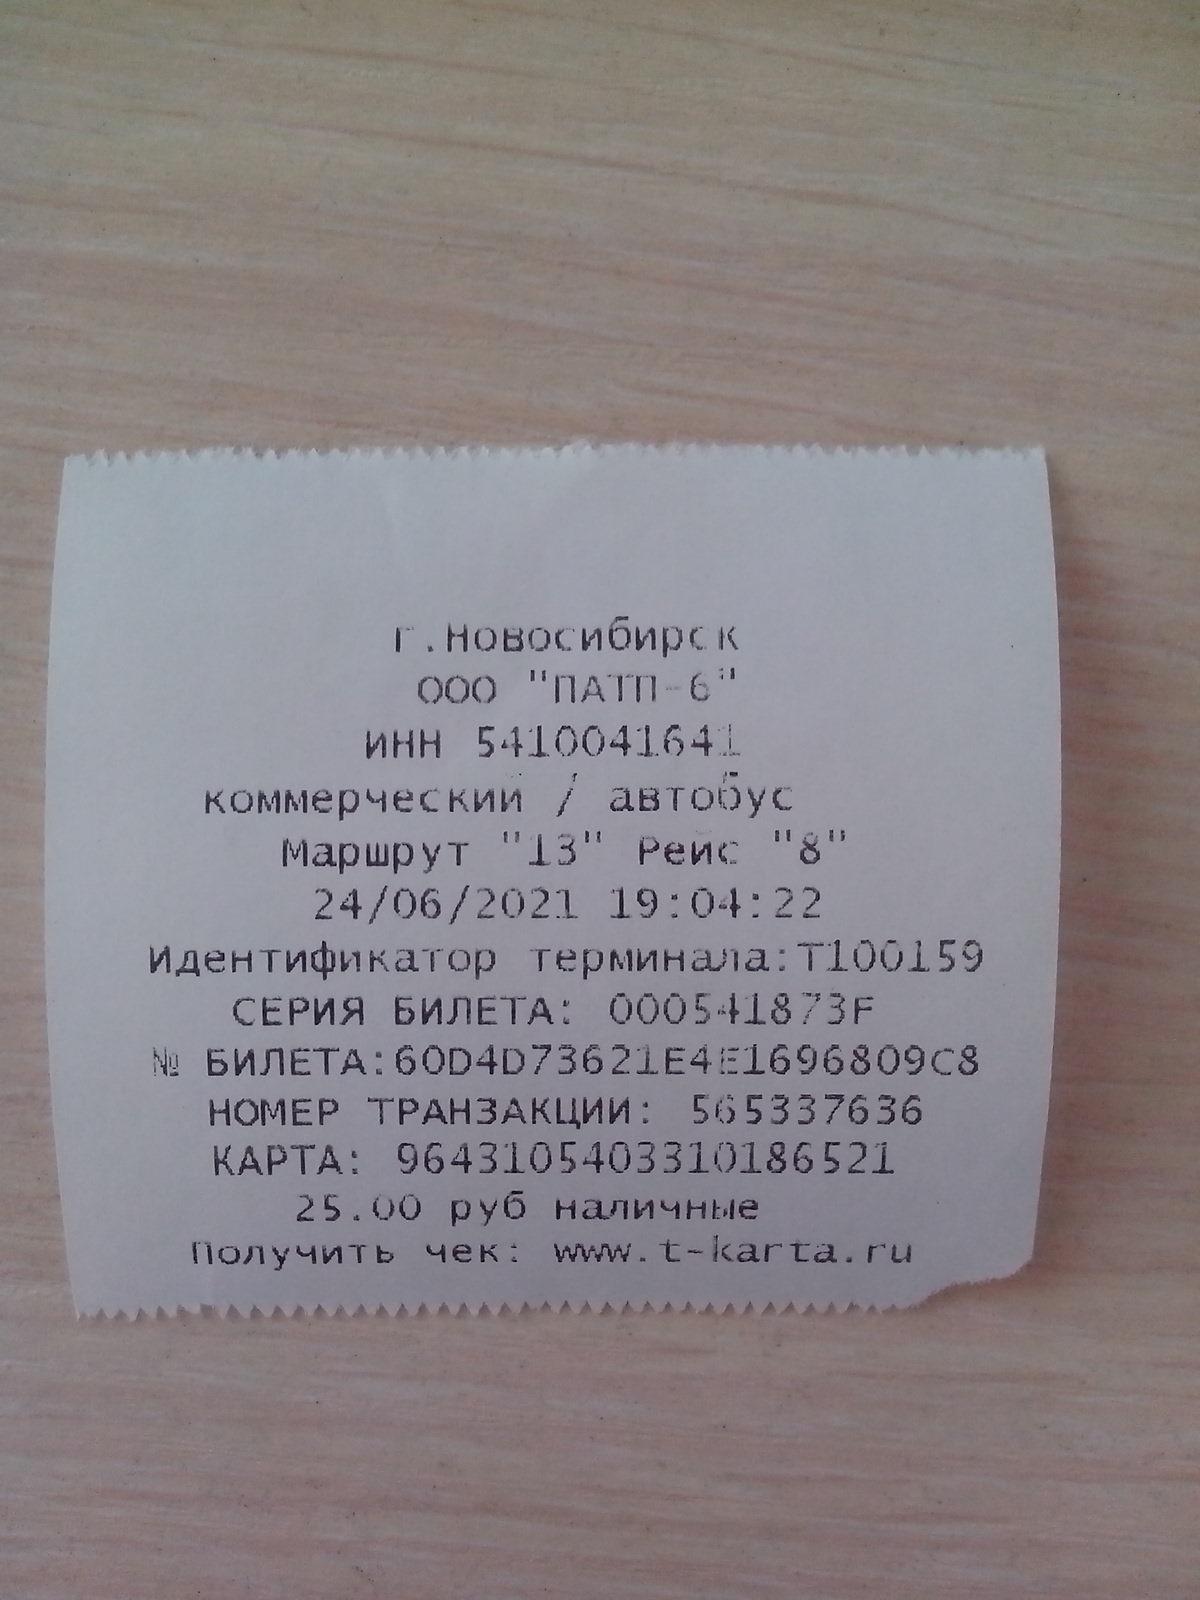 г.Новосибирск
ООО "ПАТП-6"
ИНН 5410041641
коммерческий / автобус
Маршрут "13" Рейс "8"
24/06/2021 19:04:22
Идентификатор терминала:T100159
СЕРИЯ БИЛЕТА: 000541873F
№ БИЛЕТА:60D4D73621E4E1696809C8
НОМЕР ТРАНЗАКЦИИ: 565337636
КАРТА: 9643105403310186521
25.00 руб наличные
Получить чек: www.t-karta.ru